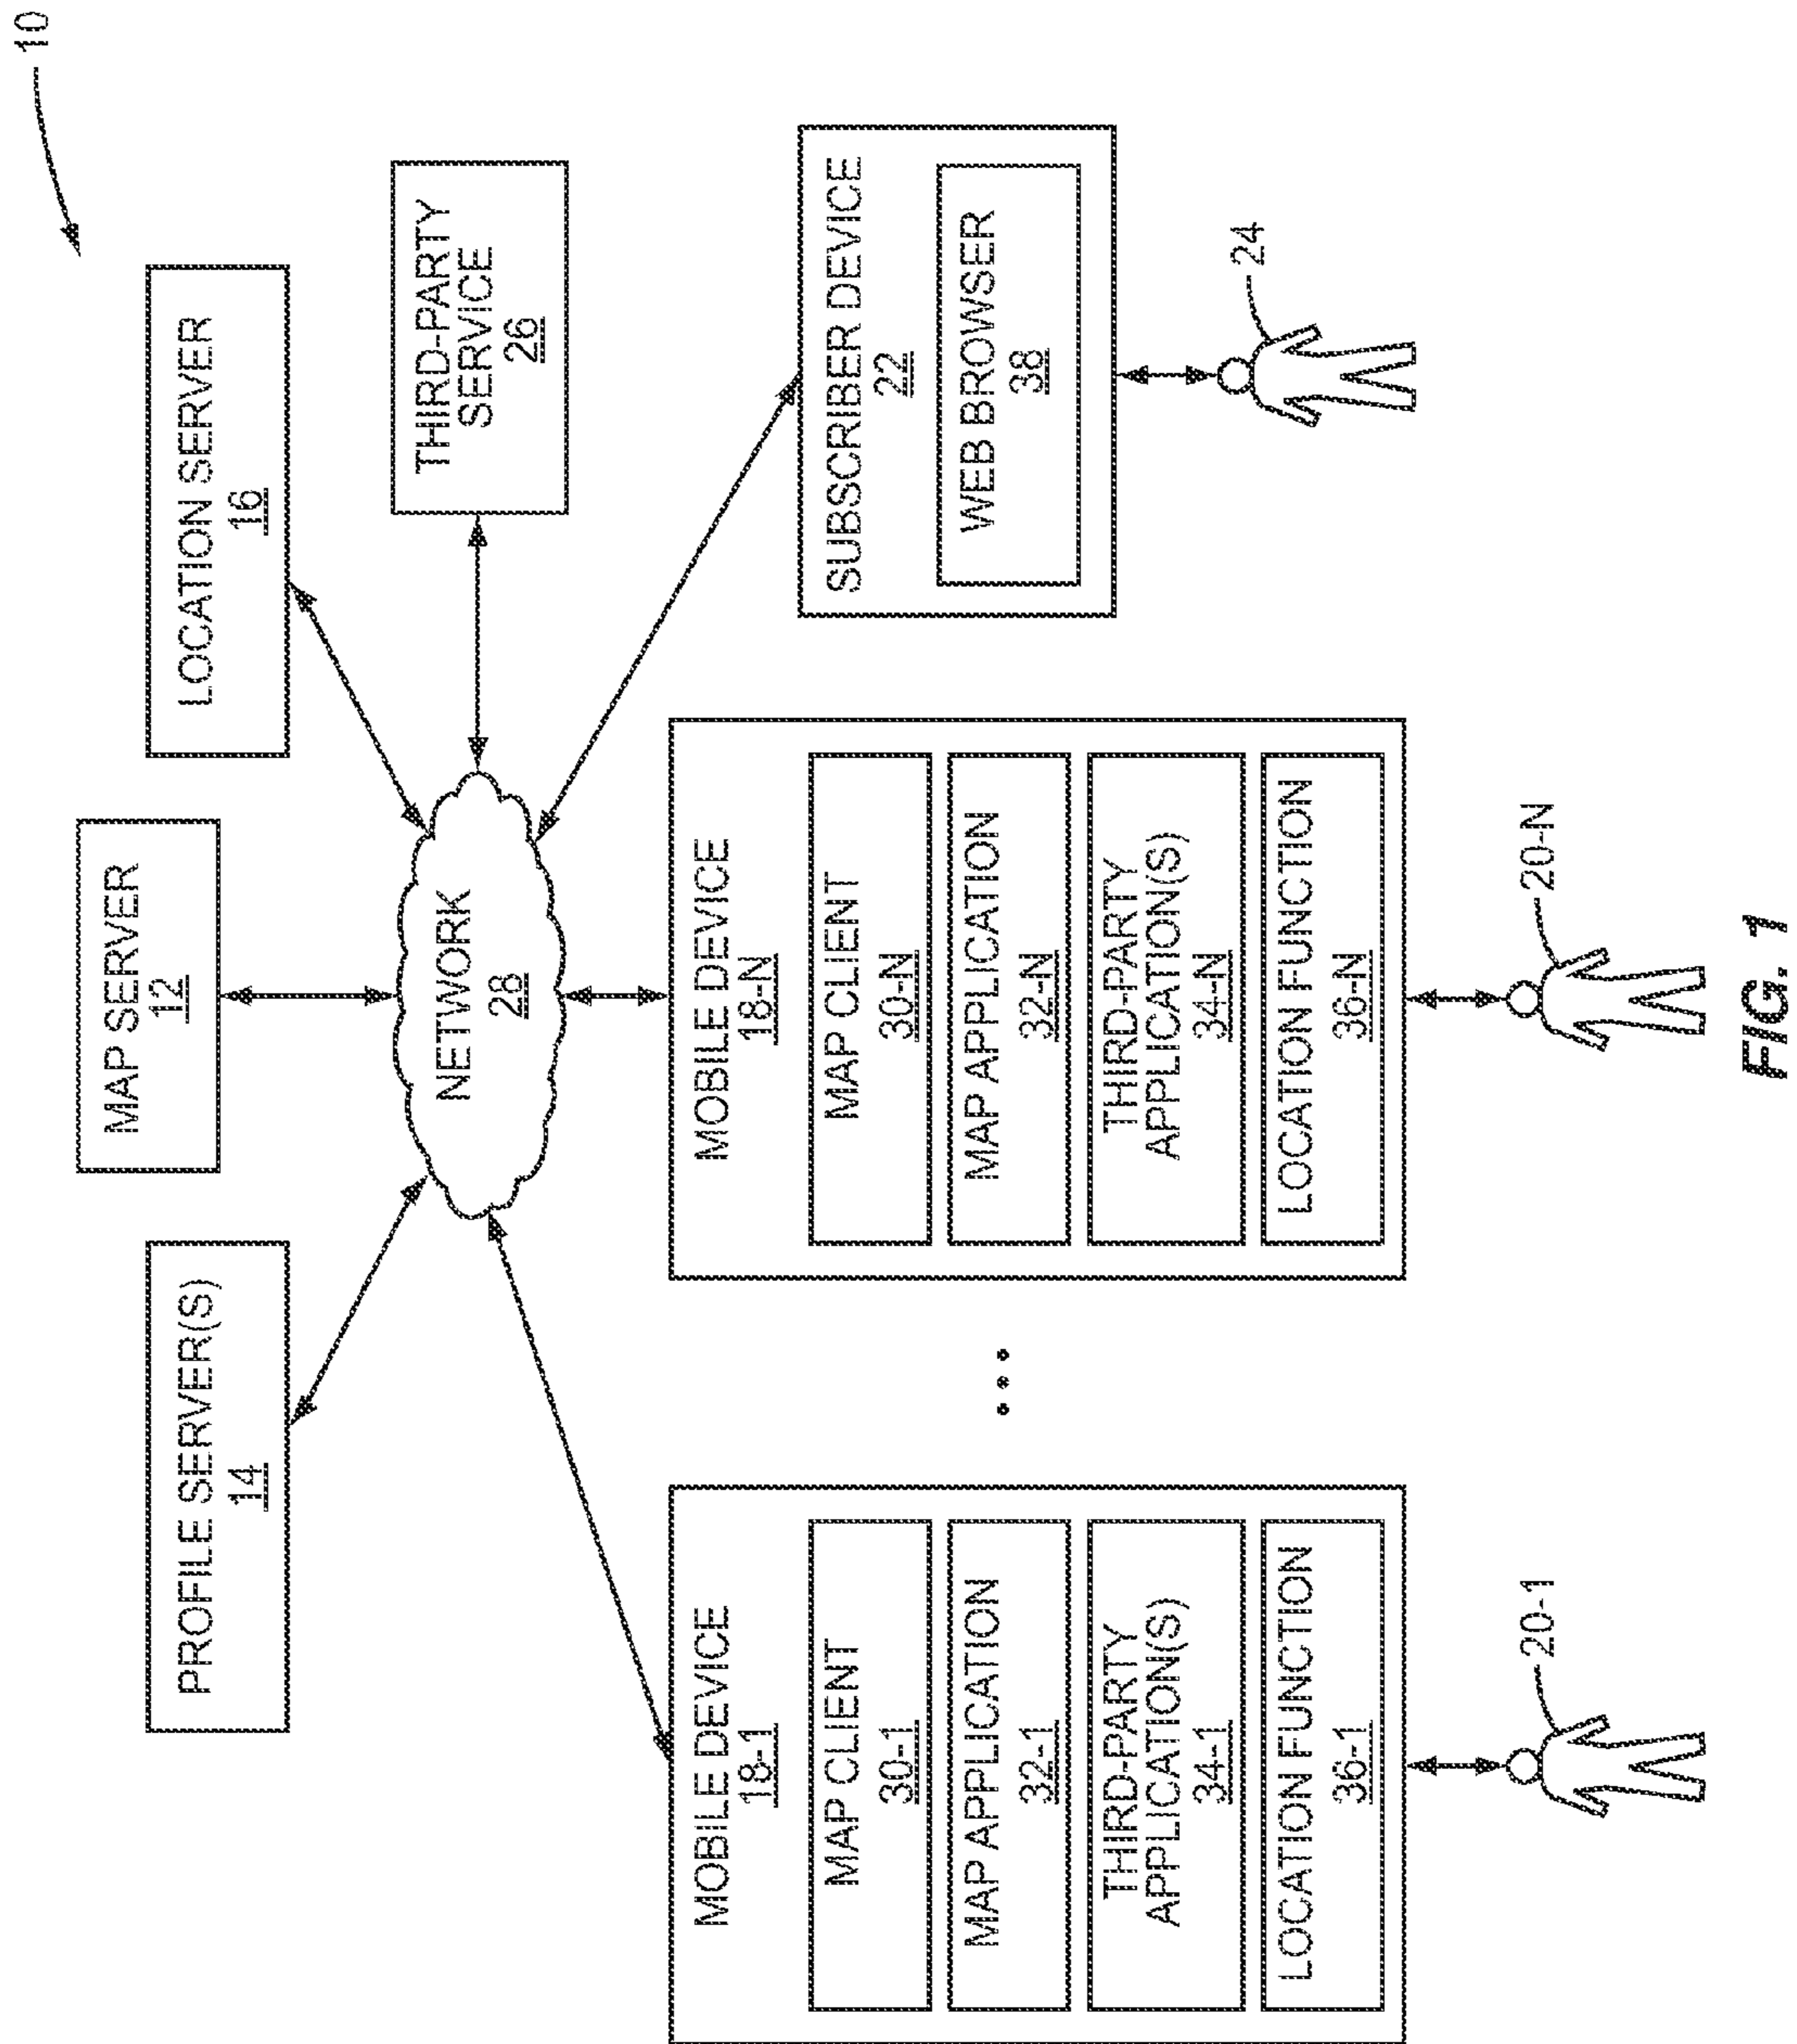 10
MAP SERVER
12
PROFILE SERVER(S)
14
LOCATION SERVER
16
NETWORK
28
THIRD-PARTY
SERVICE
26
MOBILE DEVICE
18-1
MAP CLIENT
30-1
MAP APPLICATION
32-1
THIRD-PARTY
APPLICATION(S)
34-1
LOCATION FUNCTION
36-1
20-1
MOBILE DEVICE
18-N
MAP CLIENT
30-N
MAP APPLICATION
32-N
THIRD-PARTY
APPLICATION(S)
34-N
LOCATION FUNCTION
36-N
20-N
SUBSCRIBER DEVICE
22
WEB BROWSER
38
24
FIG. 1